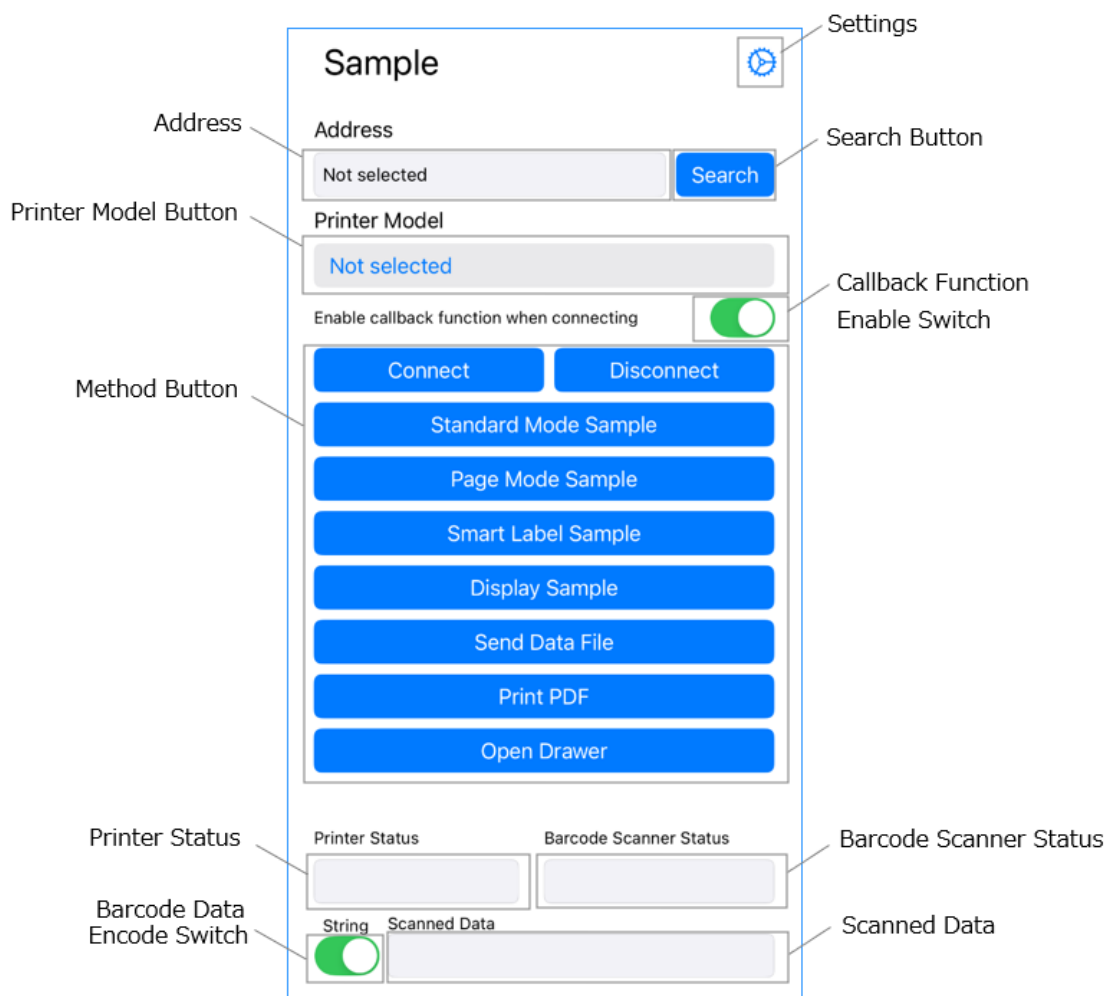 Settings
Sample
Address
Address
Search Button
Not selected
Search
Printer Model Button
Printer Model
Not selected
Callback Function
Enable Switch
Enable callback function when connecting
Method Button
Connect
Disconnect
Standard Mode Sample
Page Mode Sample
Smart Label Sample
Display Sample
Send Data File
Print PDF
Open Drawer
Printer Status
Printer Status
Barcode Scanner Status
Barcode Scanner Status
Barcode Data
Encode Switch
String
Scanned Data
Scanned Data